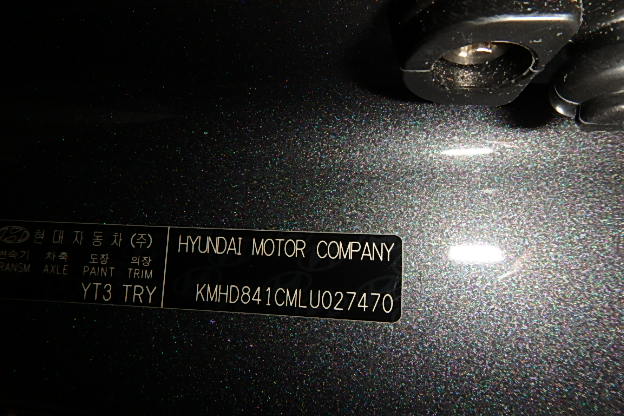 현대자동차(주)
변속기 차축 도장 의장
TRANSM AXLE PAINT TRIM
YT3 TRY
HYUNDAI MOTOR COMPANY
KMHD841CMLU027470